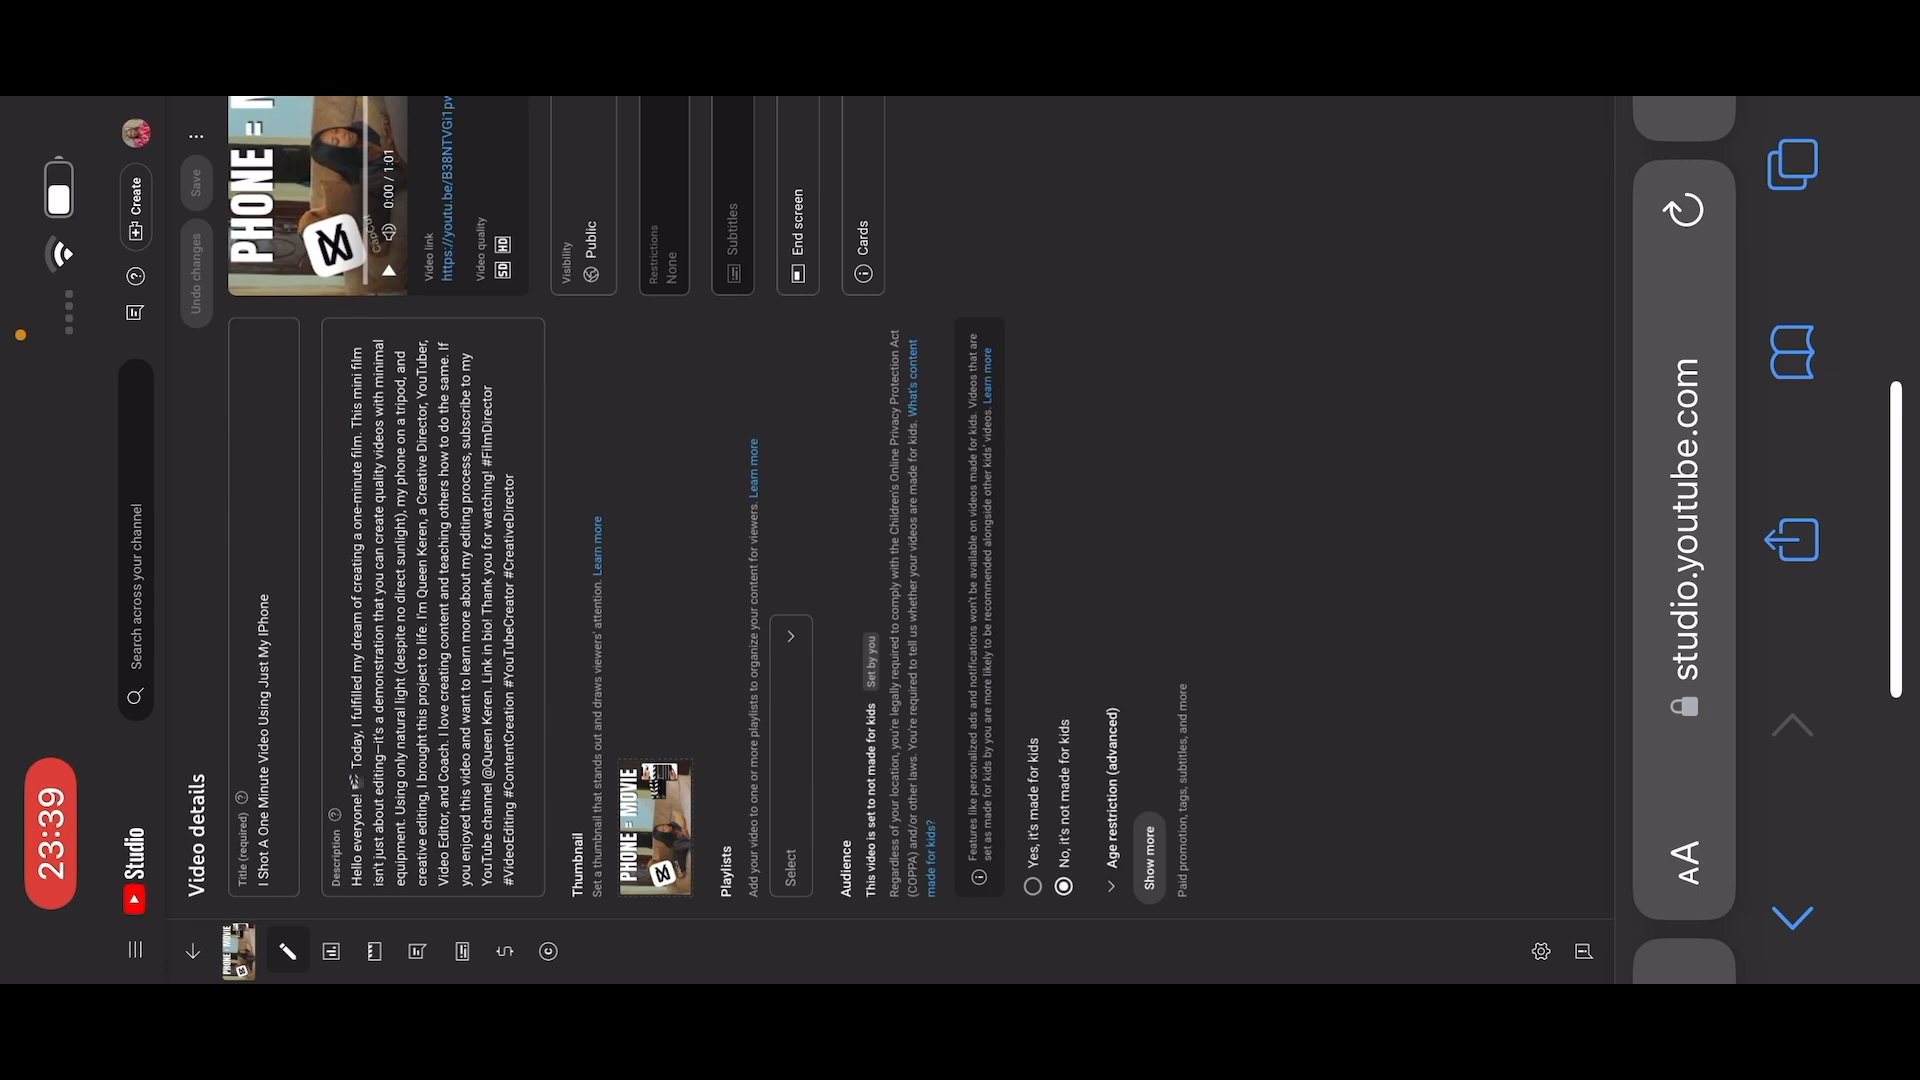 23:39
Studio
Search across your channel
Create
Video details
Undo changes
Save
Title (required)
I Shot A One Minute Video Using Just My IPhone
Description
Hello everyone! 🎬 Today, I fulfilled my dream of creating a one-minute film. This mini film
isn't just about editing—it's a demonstration that you can create quality videos with minimal
equipment. Using only natural light (despite no direct sunlight), my phone on a tripod, and
creative editing, I brought this project to life. I'm Queen Keren, a Creative Director, YouTuber,
Video Editor, and Coach. I love creating content and teaching others how to do the same. If
you enjoyed this video and want to learn more about my editing process, subscribe to my
YouTube channel @Queen Keren. Link in bio! Thank you for watching! #FilmDirector
#VideoEditing #ContentCreation #YouTubeCreator #CreativeDirector
Thumbnail
Set a thumbnail that stands out and draws viewers' attention. Learn more
PHONE = MOVIE
Playlists
Add your video to one or more playlists to organize your content for viewers. Learn more
Select
Audience
This video is set to not made for kids Set by you
Regardless of your location, you're legally required to comply with the Children's Online Privacy Protection Act
(COPPA) and/or other laws. You're required to tell us whether your videos are made for kids. What's content
made for kids?
Features like personalized ads and notifications won't be available on videos made for kids. Videos that are
set as made for kids by you are more likely to be recommended alongside other kids' videos. Learn more
Yes, it's made for kids
No, it's not made for kids
Age restriction (advanced)
Show more
Paid promotion, tags, subtitles, and more
PHONE = M
CapCut
0:00 / 1:01
Video link
https://youtu.be/B38NTVGi1p
Video quality
SD HD
Visibility
Public
Restrictions
None
Subtitles
End screen
Cards
PHONE = MOVIE
AA
studio.youtube.com